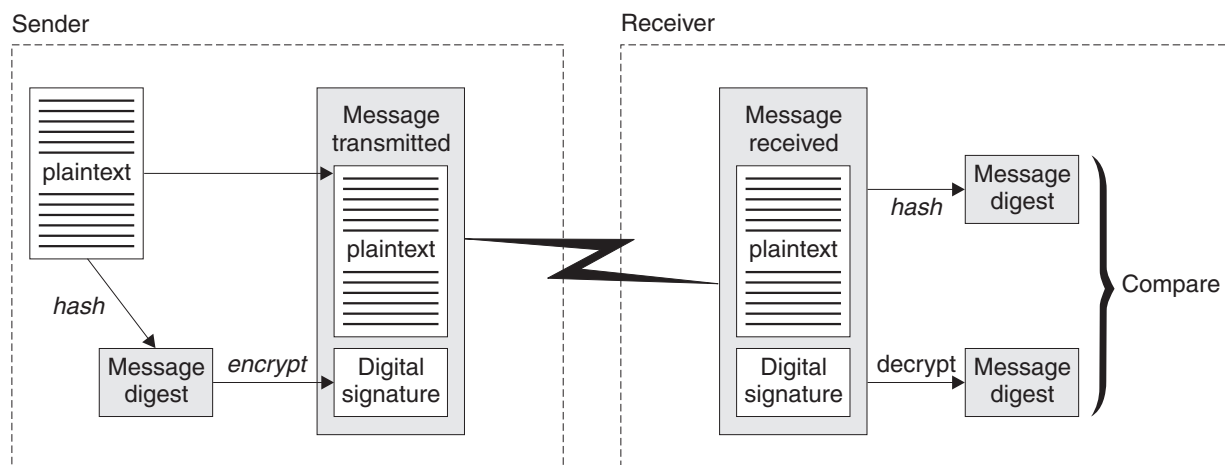 Sender
plaintext
hash
Message
digest
encrypt
Message
transmitted
plaintext
Digital
signature
Receiver
Message
received
plaintext
Digital
signature
hash
Message
digest
decrypt
Message
digest
Compare